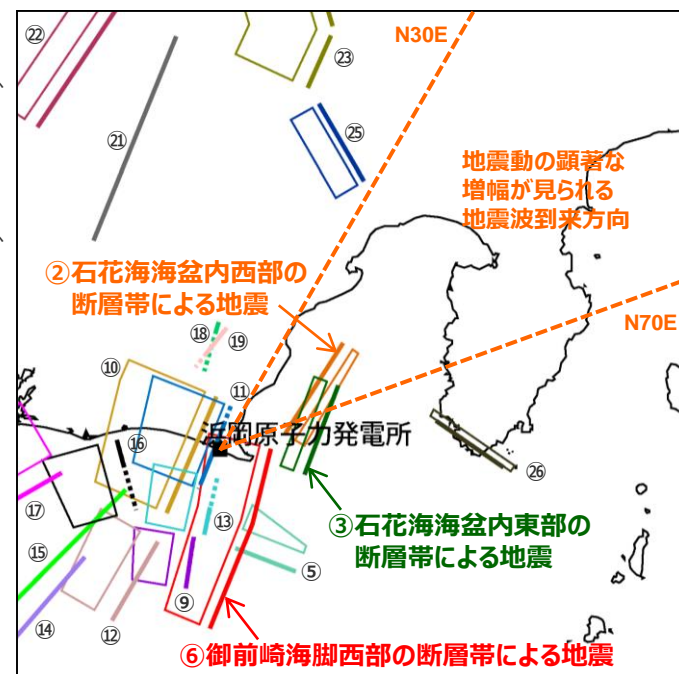 ㉒
㉓
N30E
㉑
㉕
地震動の顕著な
増幅が見られる
地震波到来方向
②石花海海盆内西部の
断層帯による地震
N70E
⑱
⑲
⑩
⑪
⑯
浜岡原子力発電所
㉖
⑰
⑬
③石花海海盆内東部の
断層帯による地震
⑮
⑤
⑨
⑭
⑫
⑥御前崎海脚西部の断層帯による地震